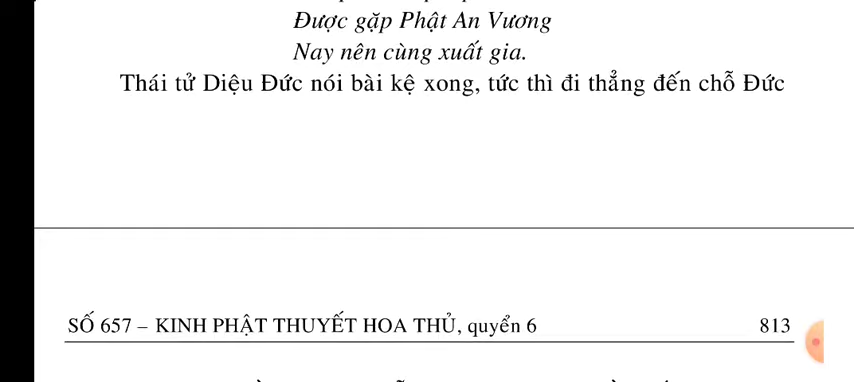 Được gặp Phật An Vương
Nay nên cùng xuất gia.
Thái tử Diệu Đức nói bài kệ xong, tức thì đi thẳng đến chỗ Đức
SỐ 657 – KINH PHẬT THUYẾT HOA THỦ, quyển 6 813